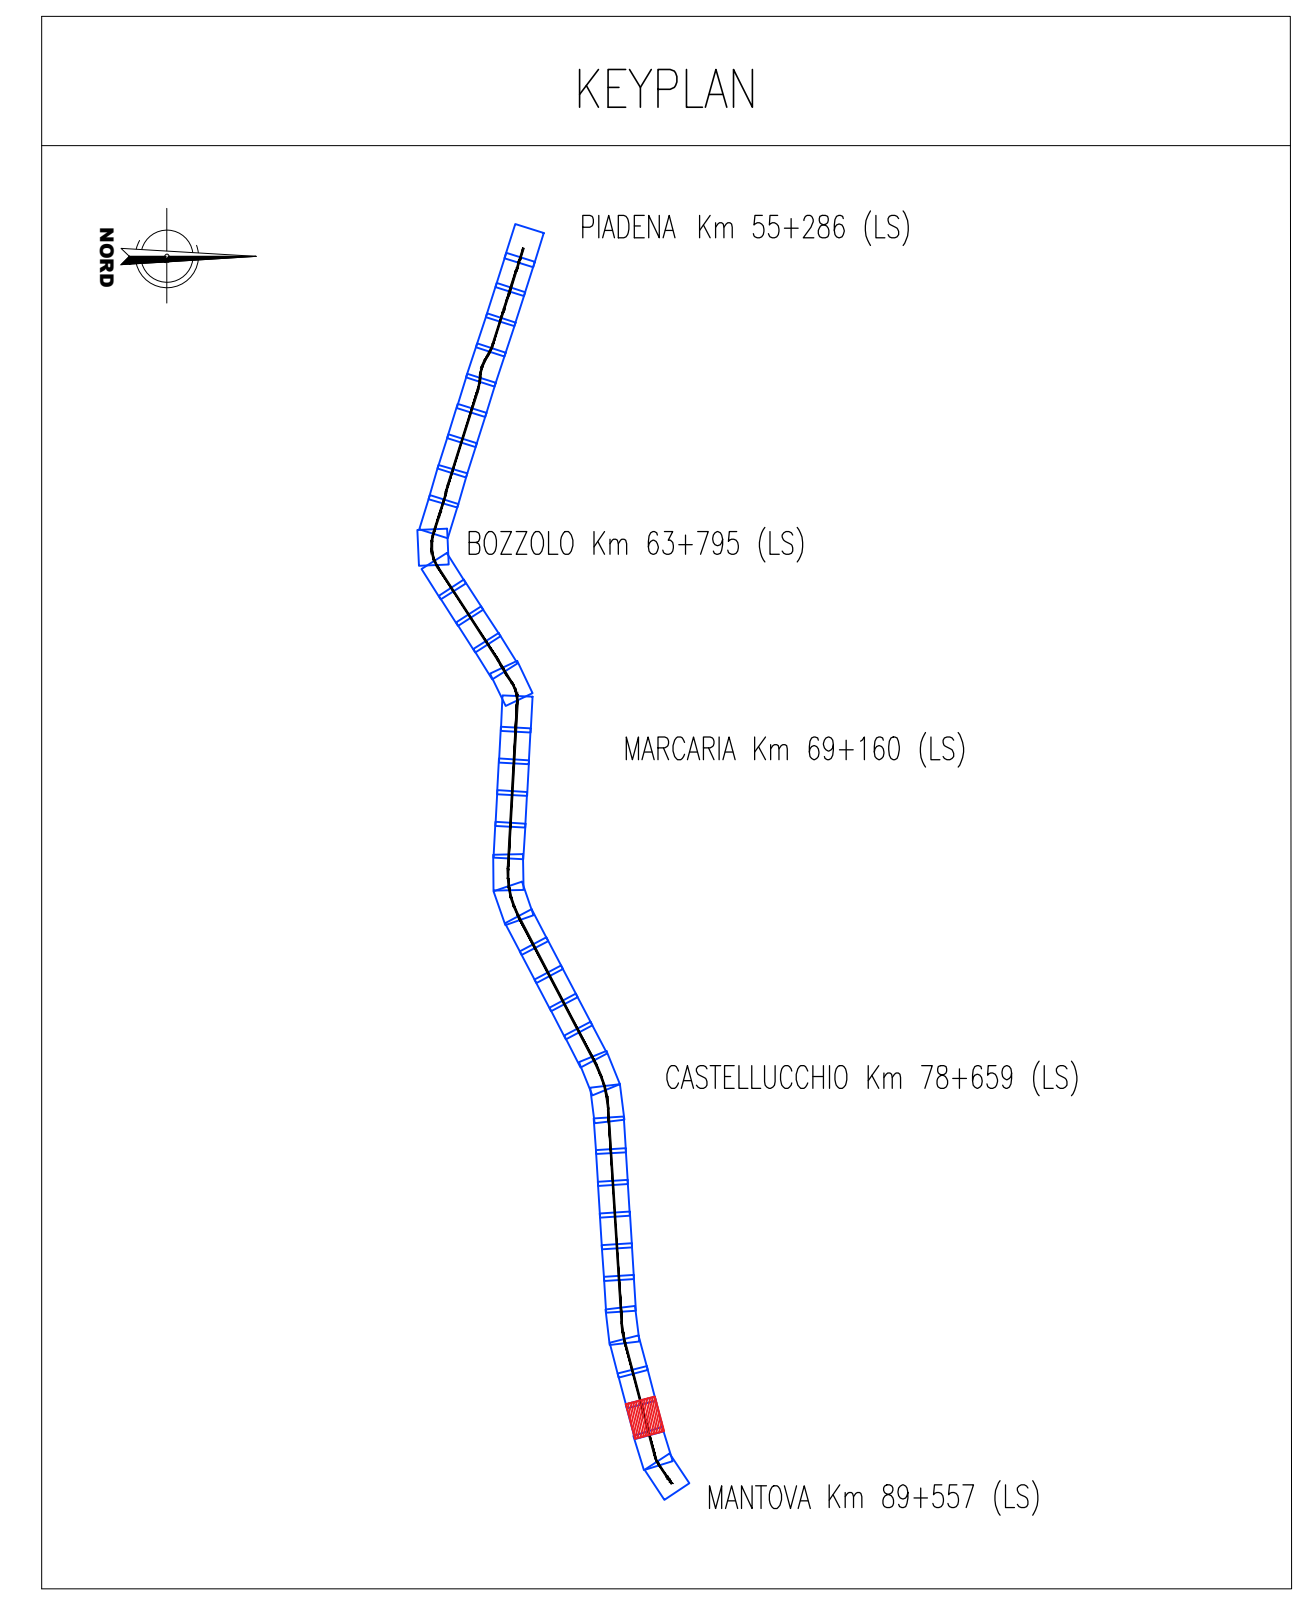 KEYPLAN
NORD
PIADENA Km 55+286 (LS)
BOZZOLO Km 63+795 (LS)
MARCARIA Km 69+160 (LS)
CASTELLUCCHIO Km 78+659 (LS)
MANTOVA Km 89+557 (LS)